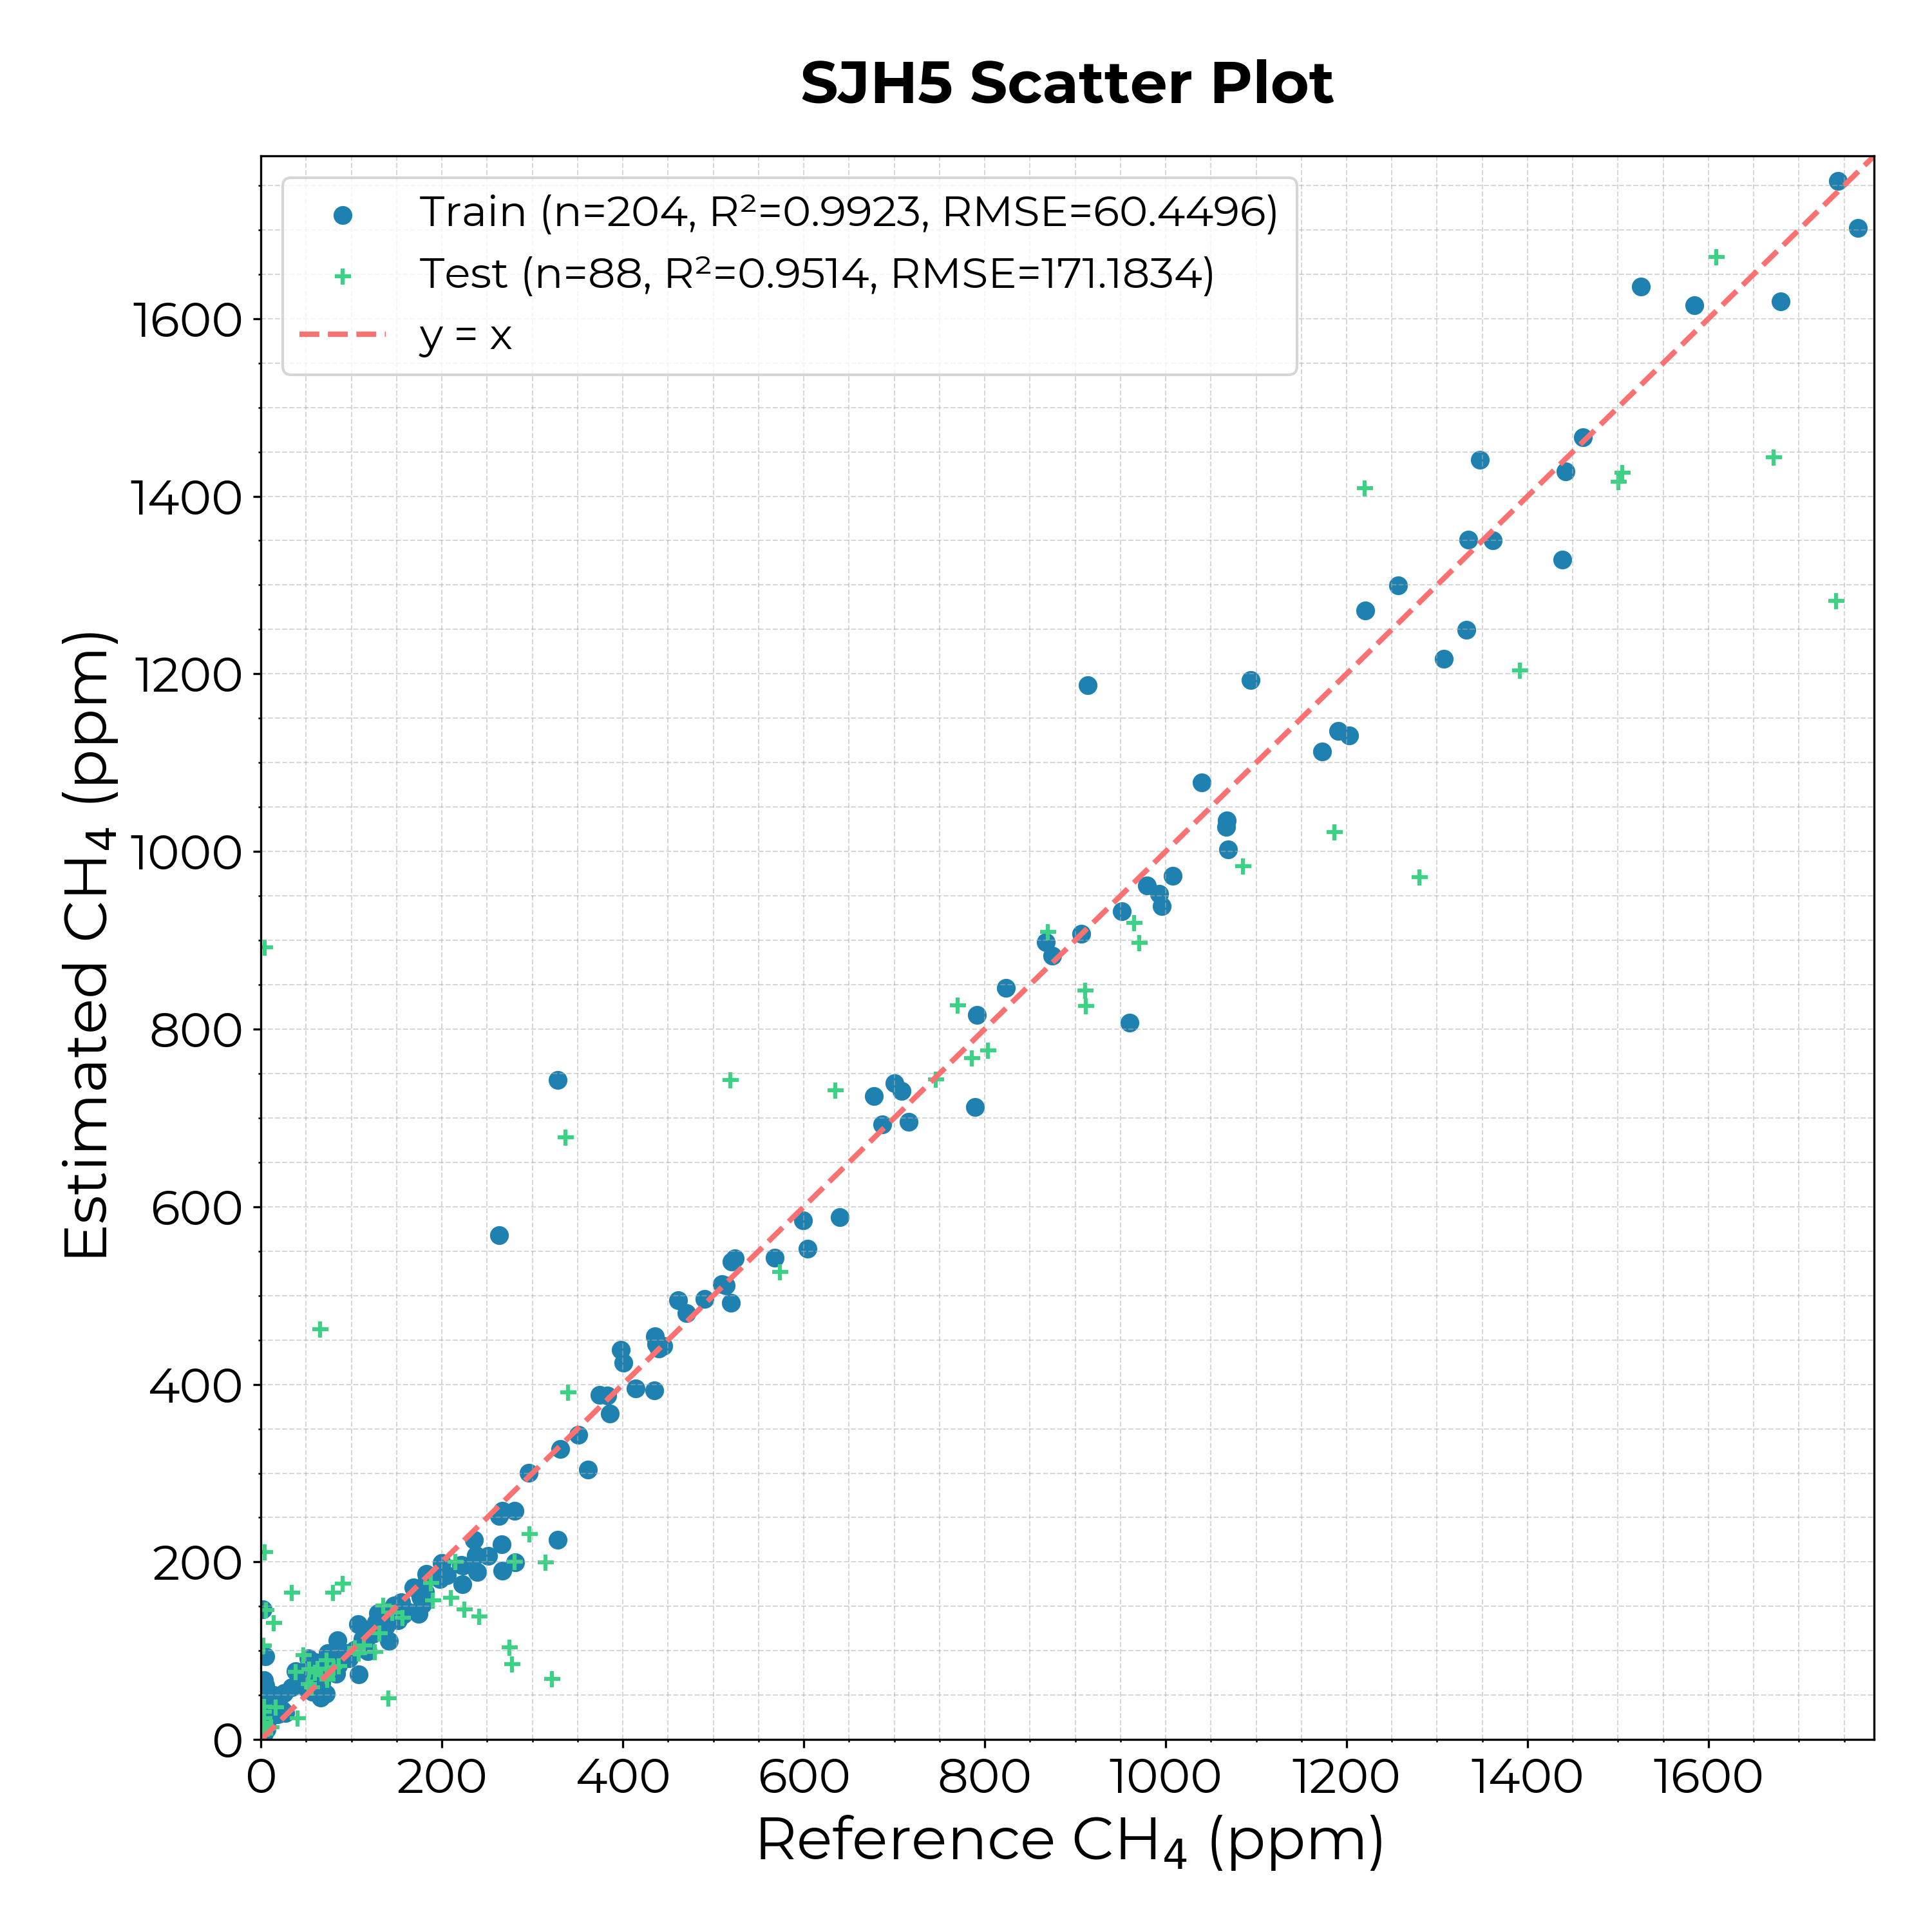 SJH5 Scatter Plot
Train (n=204, R²=0.9923, RMSE=60.4496)
Test (n=88, R²=0.9514, RMSE=171.1834)
y = x
Estimated CH₄ (ppm)
1600
1400
1200
1000
800
600
400
200
0
0 200 400 600 800 1000 1200 1400 1600
Reference CH₄ (ppm)